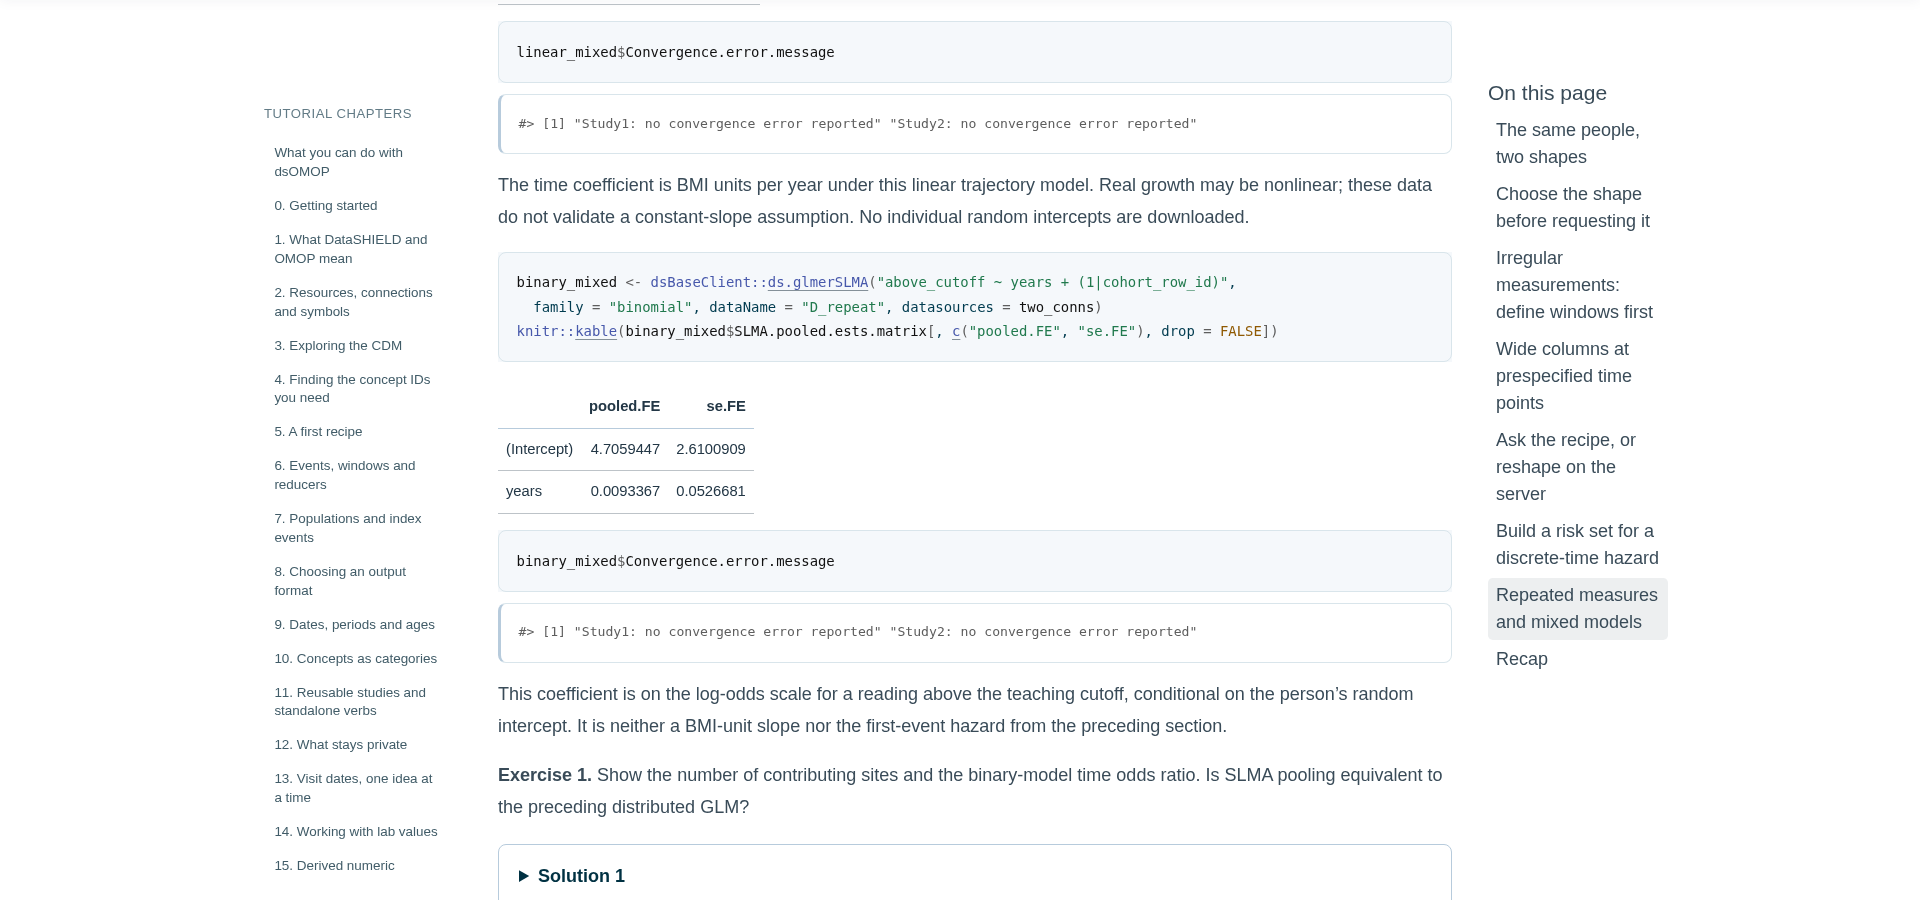 linear_mixed$Convergence.error.message
#> [1] "Study1: no convergence error reported" "Study2: no convergence error reported"
The time coefficient is BMI units per year under this linear trajectory model. Real growth may be nonlinear; these data
do not validate a constant-slope assumption. No individual random intercepts are downloaded.
binary_mixed <- dsBaseClient::ds.glmerSLMA("above_cutoff ~ years + (1|cohort_row_id)",
  family = "binomial", dataName = "D_repeat", datasources = two_conns)
knitr::kable(binary_mixed$SLMA.pooled.ests.matrix[, c("pooled.FE", "se.FE"), drop = FALSE])
pooled.FE se.FE
(Intercept) 4.7059447 2.6100909
years 0.0093367 0.0526681
binary_mixed$Convergence.error.message
#> [1] "Study1: no convergence error reported" "Study2: no convergence error reported"
This coefficient is on the log-odds scale for a reading above the teaching cutoff, conditional on the person’s random
intercept. It is neither a BMI-unit slope nor the first-event hazard from the preceding section.
Exercise 1. Show the number of contributing sites and the binary-model time odds ratio. Is SLMA pooling equivalent to
the preceding distributed GLM?
Solution 1
TUTORIAL CHAPTERS
What you can do with
dsOMOP
0. Getting started
1. What DataSHIELD and
OMOP mean
2. Resources, connections
and symbols
3. Exploring the CDM
4. Finding the concept IDs
you need
5. A first recipe
6. Events, windows and
reducers
7. Populations and index
events
8. Choosing an output
format
9. Dates, periods and ages
10. Concepts as categories
11. Reusable studies and
standalone verbs
12. What stays private
13. Visit dates, one idea at
a time
14. Working with lab values
15. Derived numeric
On this page
The same people,
two shapes
Choose the shape
before requesting it
Irregular
measurements:
define windows first
Wide columns at
prespecified time
points
Ask the recipe, or
reshape on the
server
Build a risk set for a
discrete-time hazard
Repeated measures
and mixed models
Recap